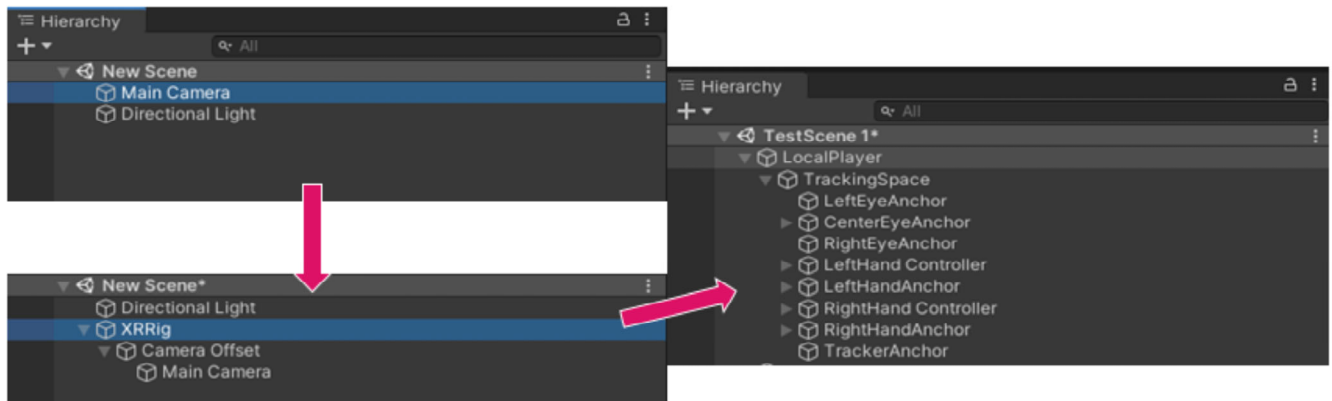 Hierarchy
All
New Scene
Main Camera
Directional Light
New Scene*
Directional Light
XRRig
Camera Offset
Main Camera
Hierarchy
All
TestScene 1*
LocalPlayer
TrackingSpace
LeftEyeAnchor
CenterEyeAnchor
RightEyeAnchor
LeftHand Controller
LeftHandAnchor
RightHand Controller
RightHandAnchor
TrackerAnchor